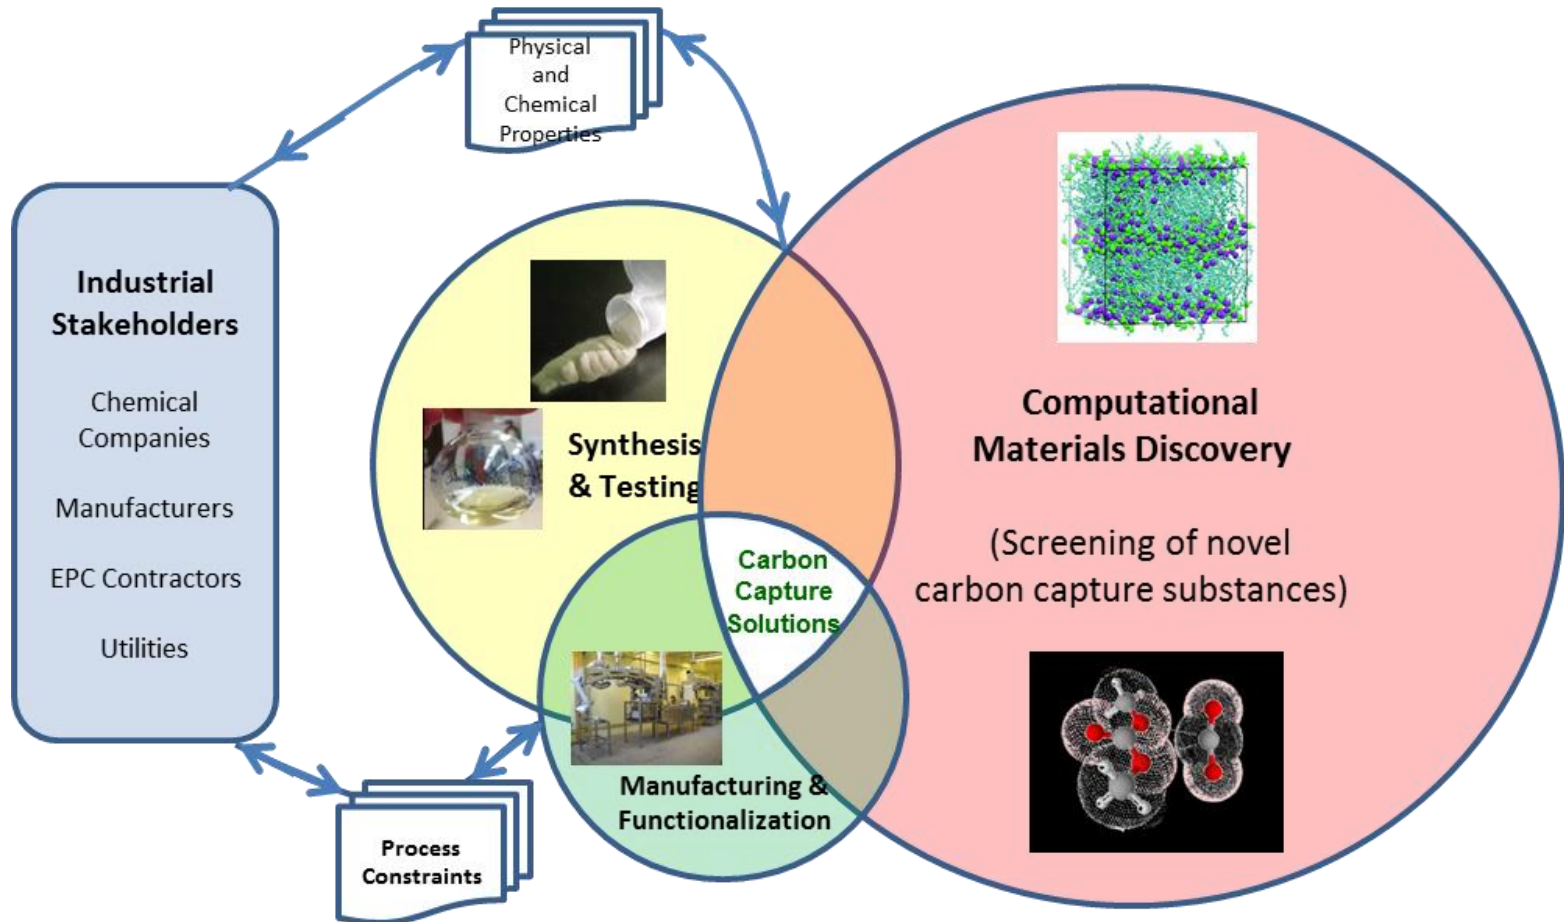 Physical
and
Chemical
Properties
Industrial
Stakeholders
Chemical
Companies
Manufacturers
EPC Contractors
Utilities
Synthesis
& Testing
Computational
Materials Discovery
(Screening of novel
carbon capture substances)
Carbon
Capture
Solutions
Manufacturing &
Functionalization
Process
Constraints